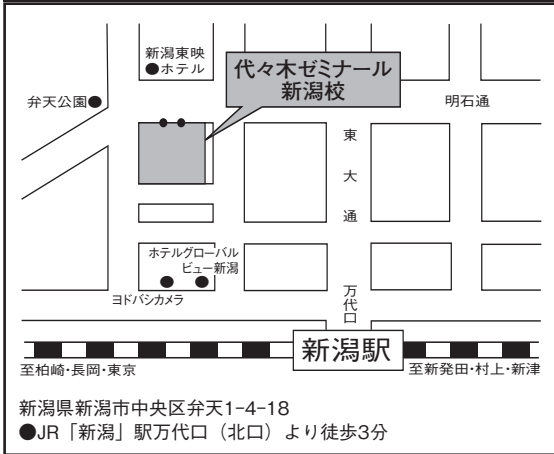 新潟東映
●ホテル
代々木ゼミナール
新潟校
弁天公園●
明石通
東大通
ホテルグローバル
ビュー新潟
ヨドバシカメラ
万代口
新潟駅
至柏崎・長岡・東京
至新発田・村上・新津
新潟県新潟市中央区弁天1-4-18
●JR「新潟」駅万代口（北口）より徒歩3分